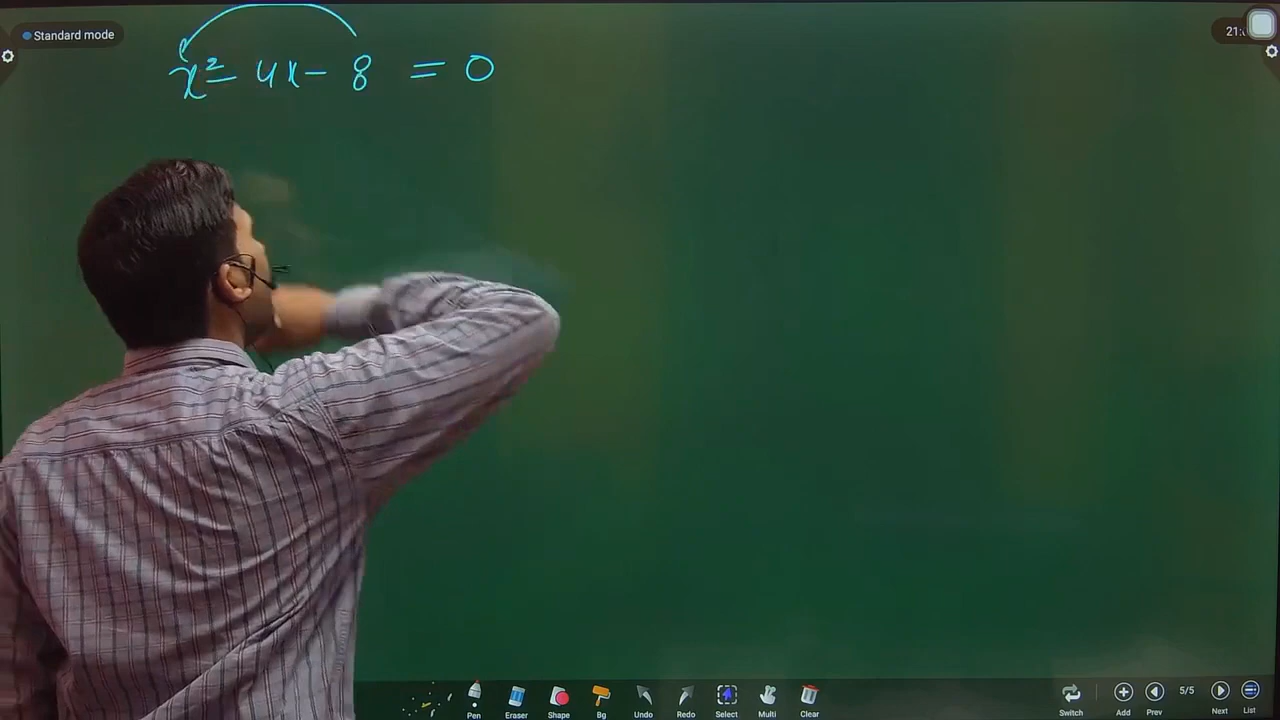 Standard mode
21:
x² - 4x - 8 = 0
Pen Eraser Shape Bg Undo Redo Select Multi Clear Switch Add Prev 5/5 Next List